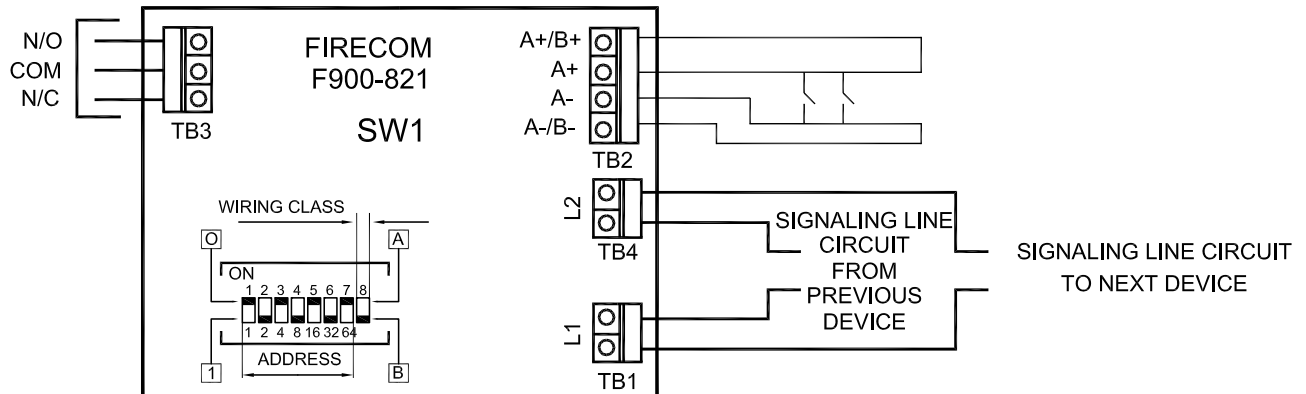 N/O
COM
N/C
TB3
FIRECOM
F900-821
SW1
A+/B+
A+
A-
A-/B-
TB2
L2
TB4
L1
TB1
SIGNALING LINE
CIRCUIT
FROM
PREVIOUS
DEVICE
SIGNALING LINE CIRCUIT
TO NEXT DEVICE
WIRING CLASS
O
A
ON
1 2 3 4 5 6 7 8
1 2 4 8 16 32 64
ADDRESS
1
B